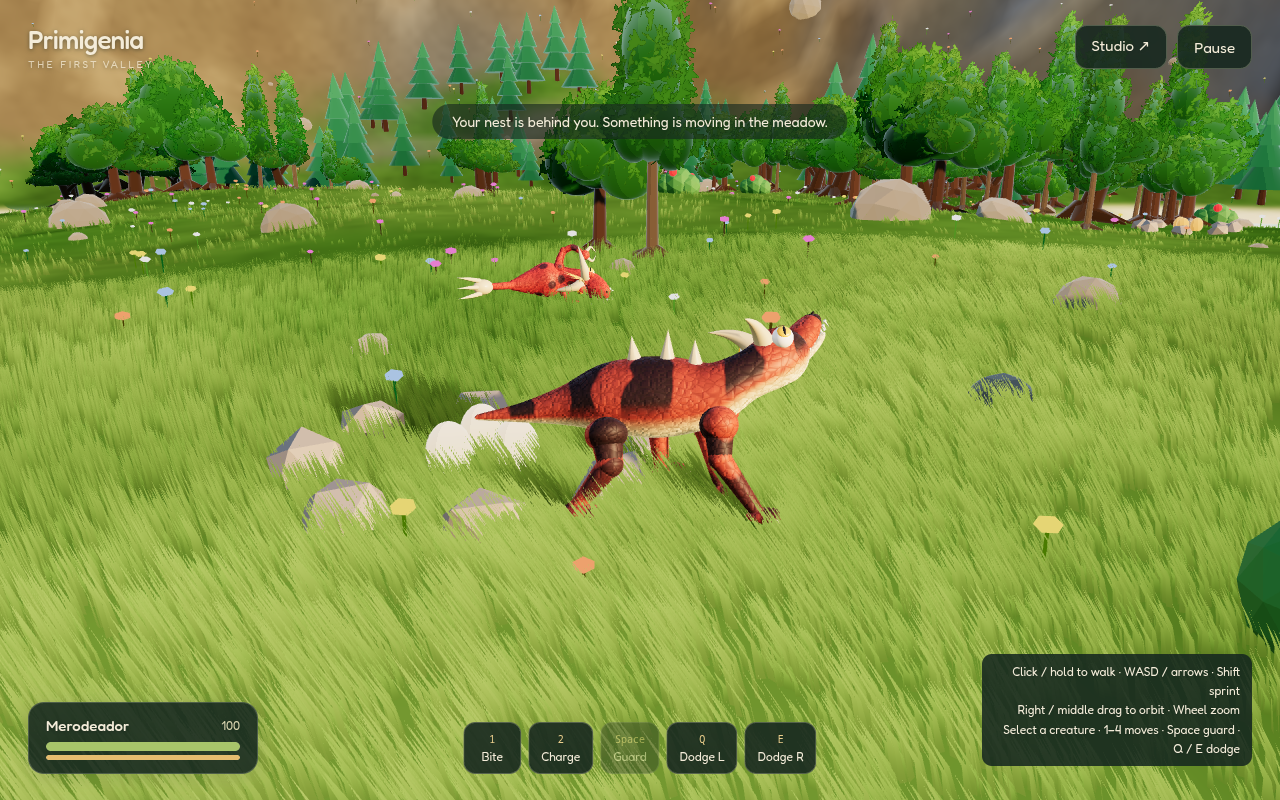 Primigenia
THE FIRST VALLEY
Studio ↗
Pause
Your nest is behind you. Something is moving in the meadow.
Click / hold to walk · WASD / arrows · Shift
sprint
Right / middle drag to orbit · Wheel zoom
Select a creature · 1–4 moves · Space guard ·
Q / E dodge
Merodeador 100
1
Bite
2
Charge
Space
Guard
Q
Dodge L
E
Dodge R